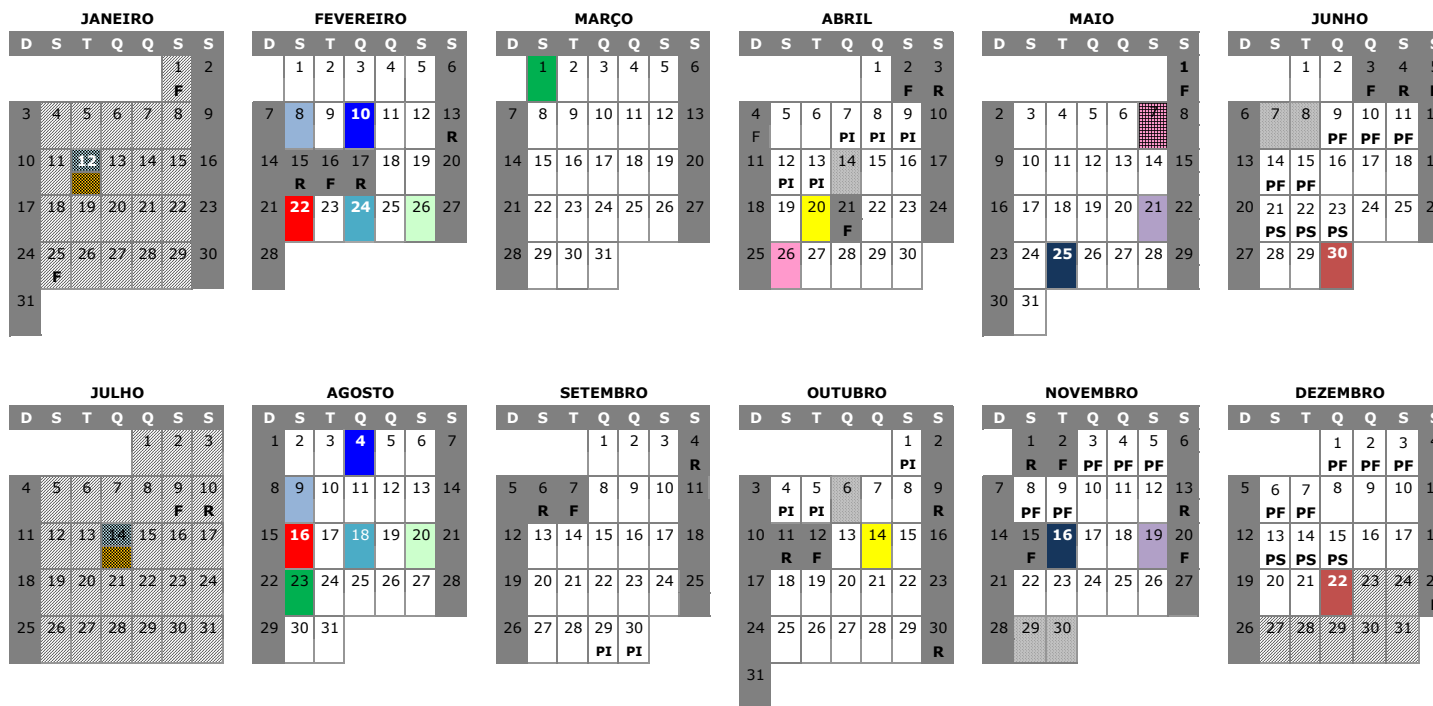 JANEIRO
D S T Q Q S S
1 2
F
3 4 5 6 7 8 9
10 11 12 13 14 15 16
17 18 19 20 21 22 23
24 25 26 27 28 29 30
F
31
FEVEREIRO
D S T Q Q S S
1 2 3 4 5 6
7 8 9 10 11 12 13
R
14 15 16 17 18 19 20
R F R
21 22 23 24 25 26 27
28
MARÇO
D S T Q Q S S
1 2 3 4 5 6
7 8 9 10 11 12 13
14 15 16 17 18 19 20
21 22 23 24 25 26 27
28 29 30 31
ABRIL
D S T Q Q S S
1 2 3
F R
4 5 6 7 8 9 10
F PI PI PI
11 12 13 14 15 16 17
PI PI
18 19 20 21 22 23 24
F
25 26 27 28 29 30
MAIO
D S T Q Q S S
1
F
2 3 4 5 6 7 8
9 10 11 12 13 14 15
16 17 18 19 20 21 22
23 24 25 26 27 28 29
30 31
JUNHO
D S T Q Q S
1 2 3 4
F R
6 7 8 9 10 11
PF PF PF
13 14 15 16 17 18
PF PF
20 21 22 23 24 25
PS PS PS
27 28 29 30
JULHO
D S T Q Q S S
1 2 3
4 5 6 7 8 9 10
F R
11 12 13 14 15 16 17
18 19 20 21 22 23 24
25 26 27 28 29 30 31
AGOSTO
D S T Q Q S S
1 2 3 4 5 6 7
8 9 10 11 12 13 14
15 16 17 18 19 20 21
22 23 24 25 26 27 28
29 30 31
SETEMBRO
D S T Q Q S S
1 2 3 4
R
5 6 7 8 9 10 11
R F
12 13 14 15 16 17 18
19 20 21 22 23 24 25
26 27 28 29 30
PI PI
OUTUBRO
D S T Q Q S S
1 2
PI
3 4 5 6 7 8 9
PI PI R
10 11 12 13 14 15 16
R F
17 18 19 20 21 22 23
24 25 26 27 28 29 30
R
31
NOVEMBRO
D S T Q Q S S
1 2 3 4 5 6
R F PF PF PF
7 8 9 10 11 12 13
PF PF R
14 15 16 17 18 19 20
F F
21 22 23 24 25 26 27
28 29 30
DEZEMBRO
D S T Q Q S
1 2 3
PF PF PF
5 6 7 8 9 10
PF PF
12 13 14 15 16 17
PS PS PS
19 20 21 22 23 24
26 27 28 29 30 31